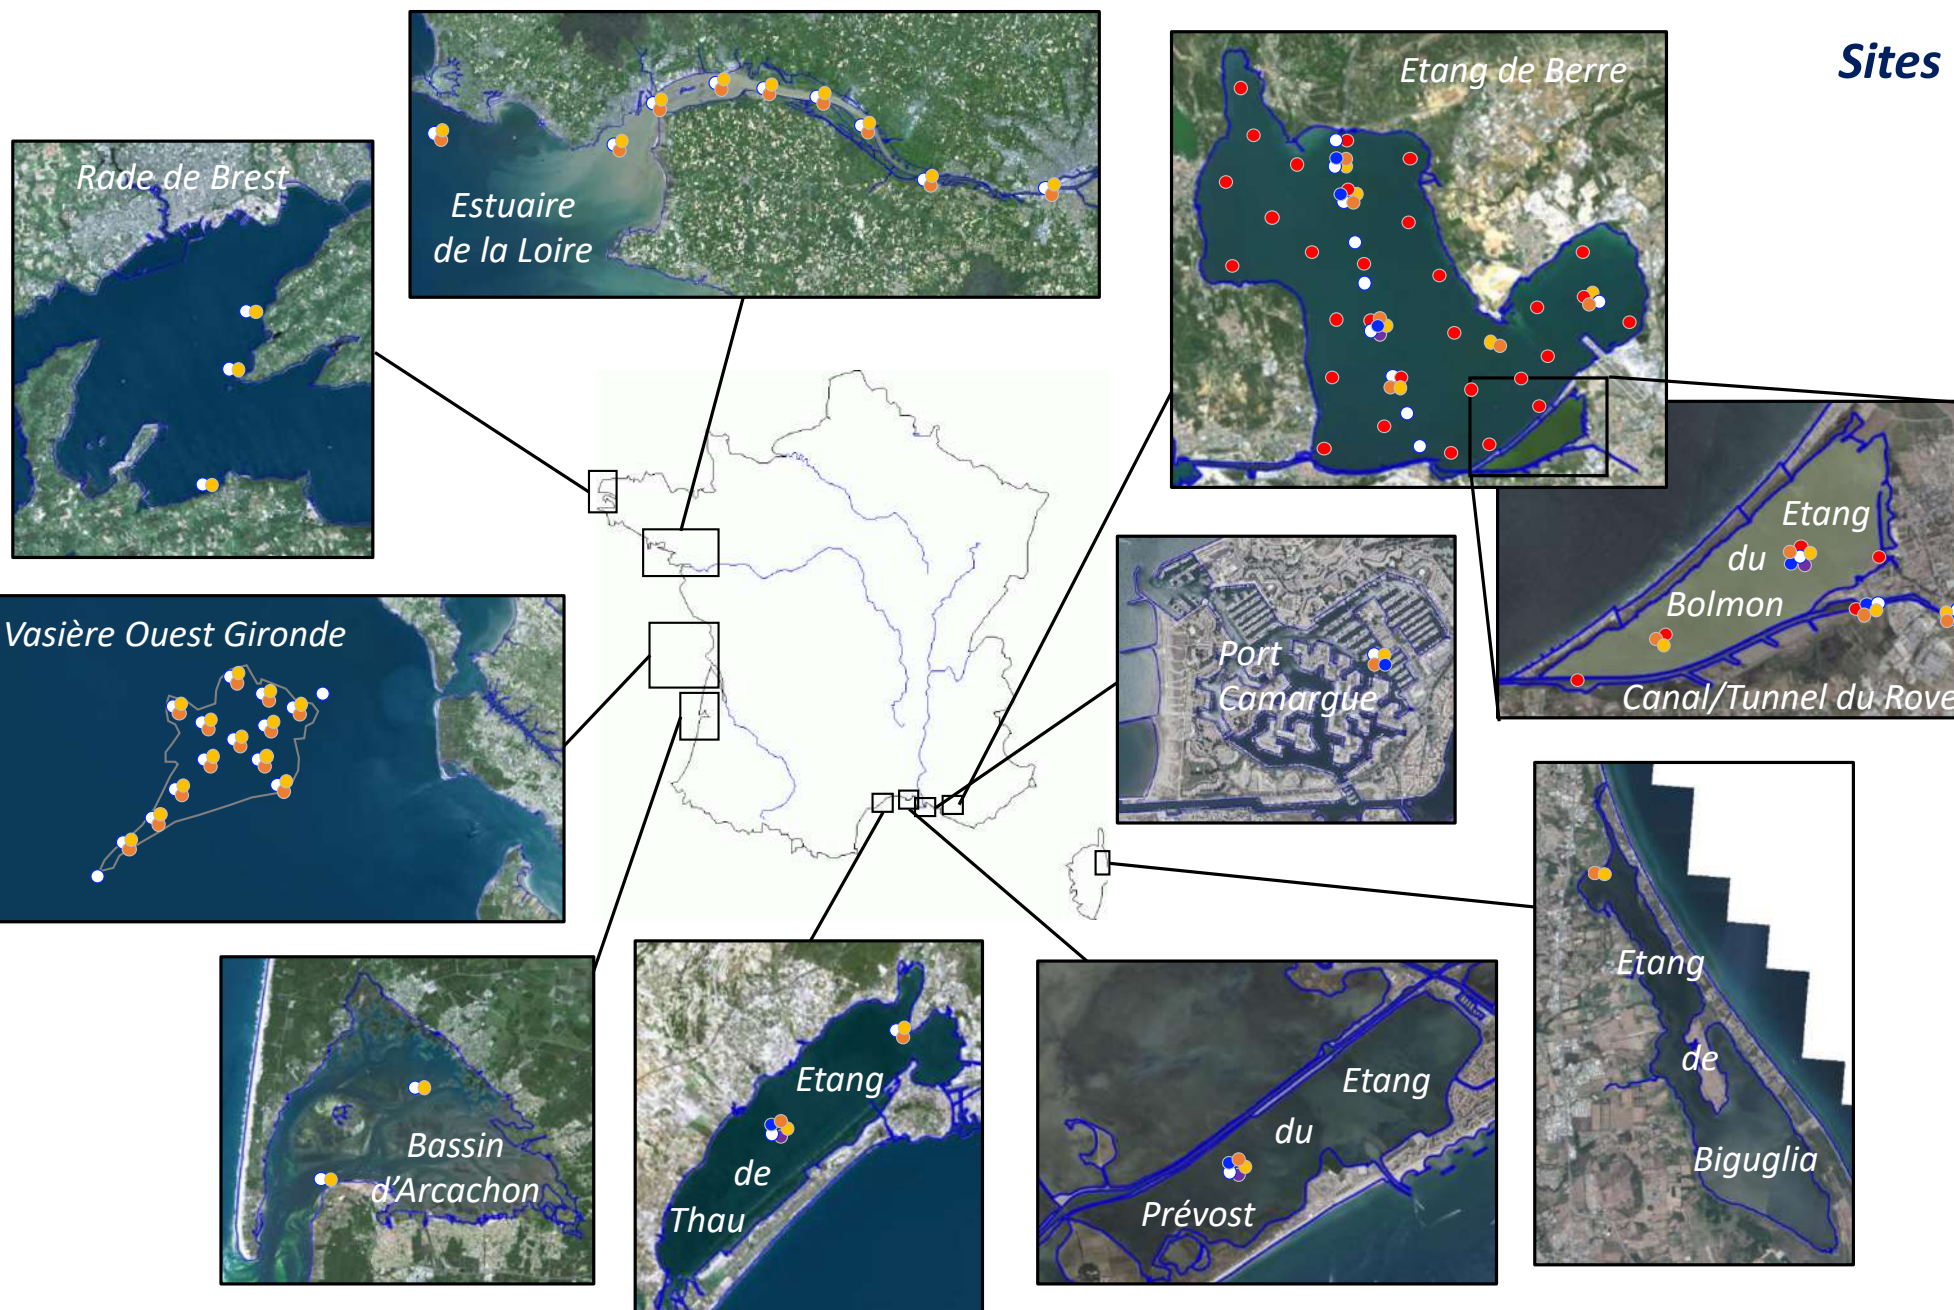 Sites
Etang de Berre
Rade de Brest
Estuaire
de la Loire
Etang
du
Bolmon
Canal/Tunnel du Rove
Vasière Ouest Gironde
Port
Camargue
Etang
de
Biguglia
Bassin
d'Arcachon
Etang
de
Thau
Etang
du
Prévost